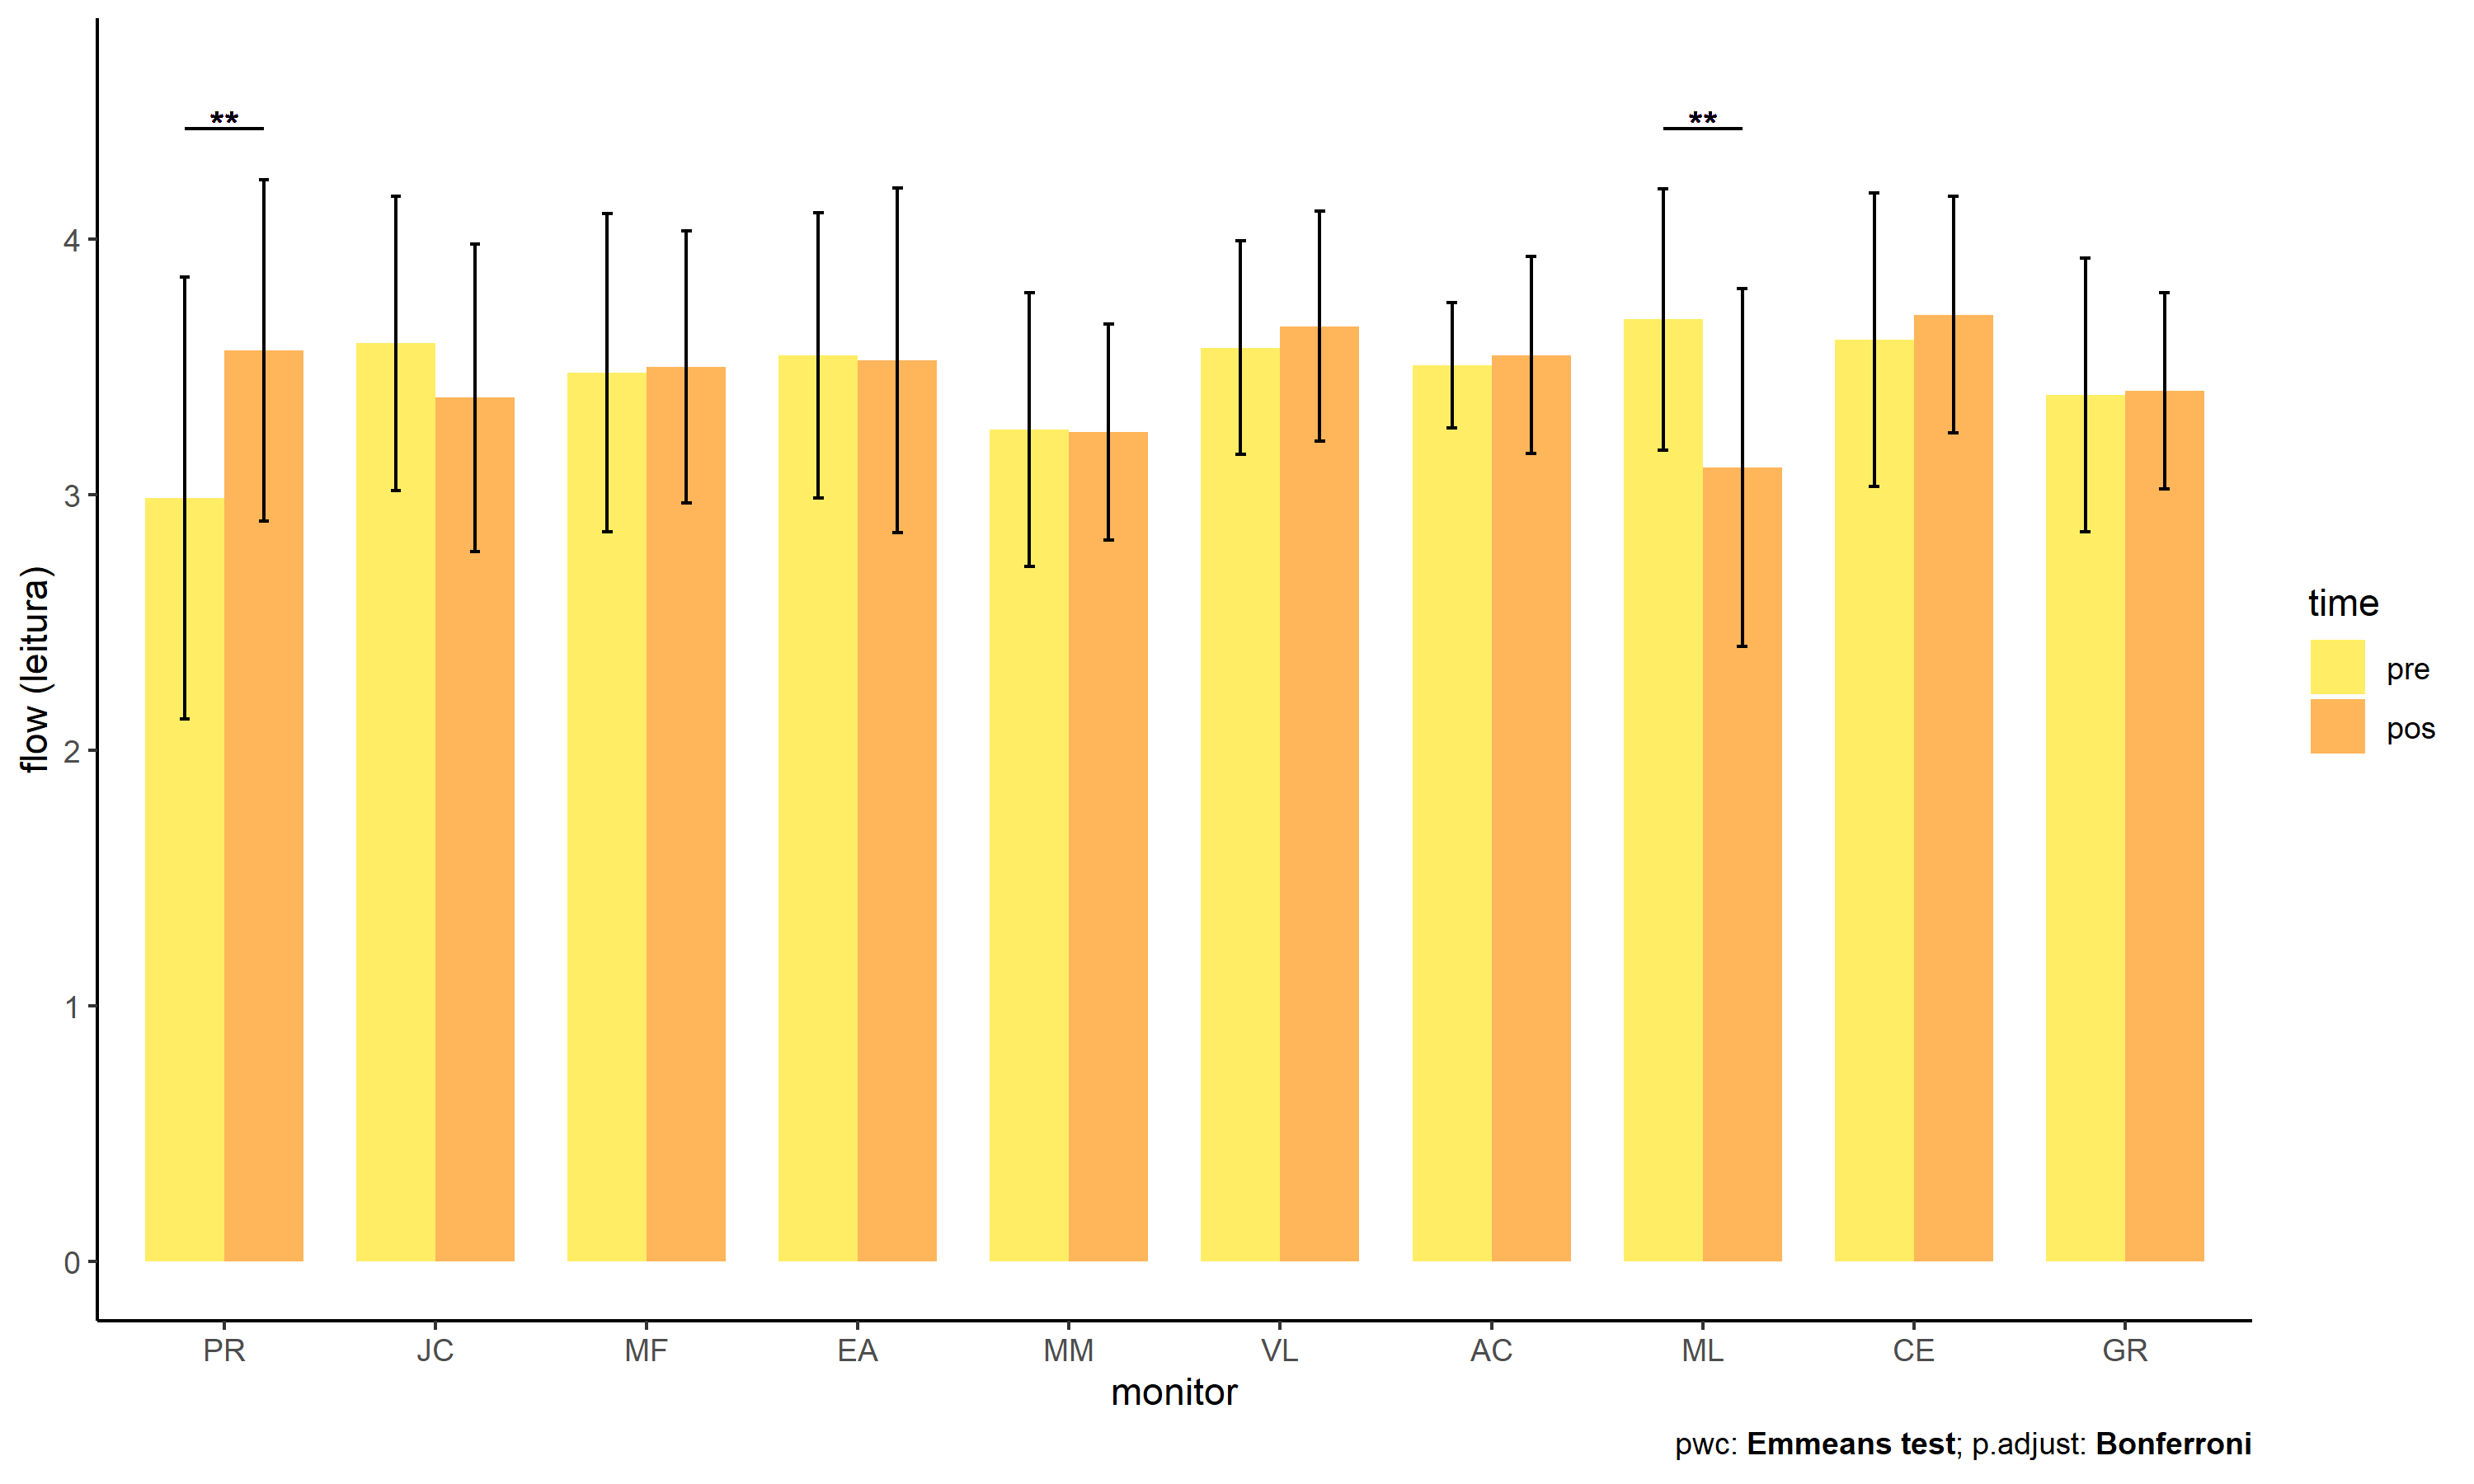 ** **
4
3
2
1
0
flow (leitura)
PR JC MF EA MM VL AC ML CE GR
monitor
time
pre
pos
pwc: Emmeans test; p.adjust: Bonferroni